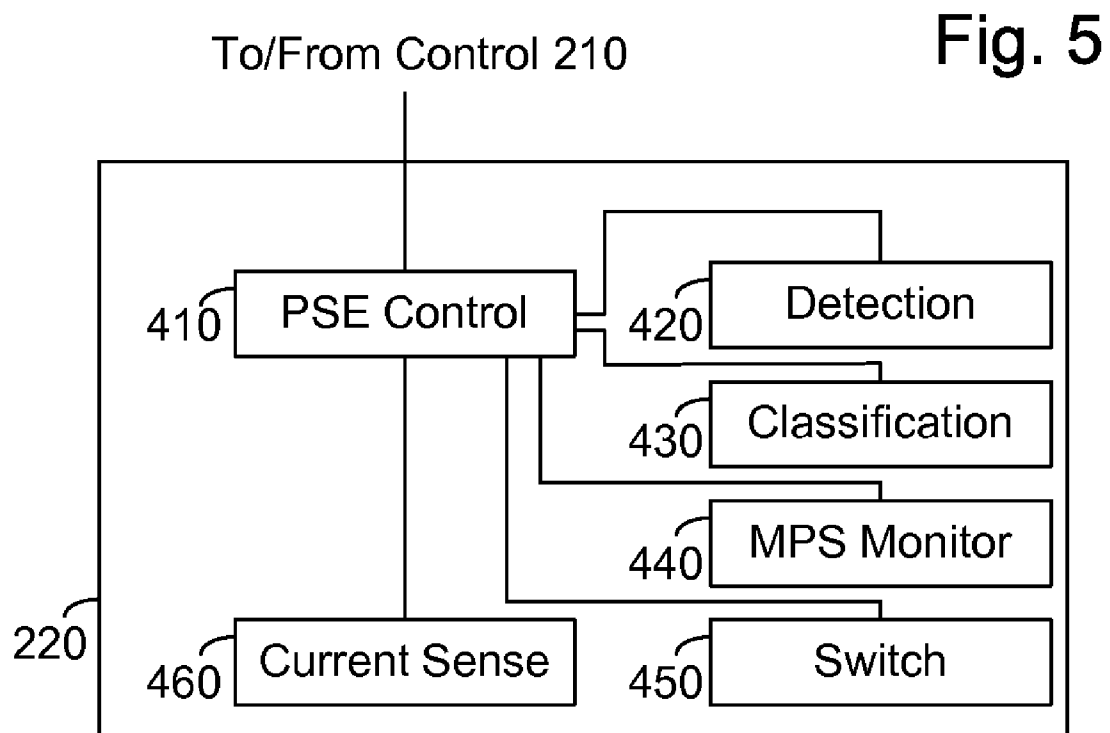 Fig. 5
To/From Control 210
410
PSE Control
420
Detection
430
Classification
440
MPS Monitor
220
460
Current Sense
450
Switch